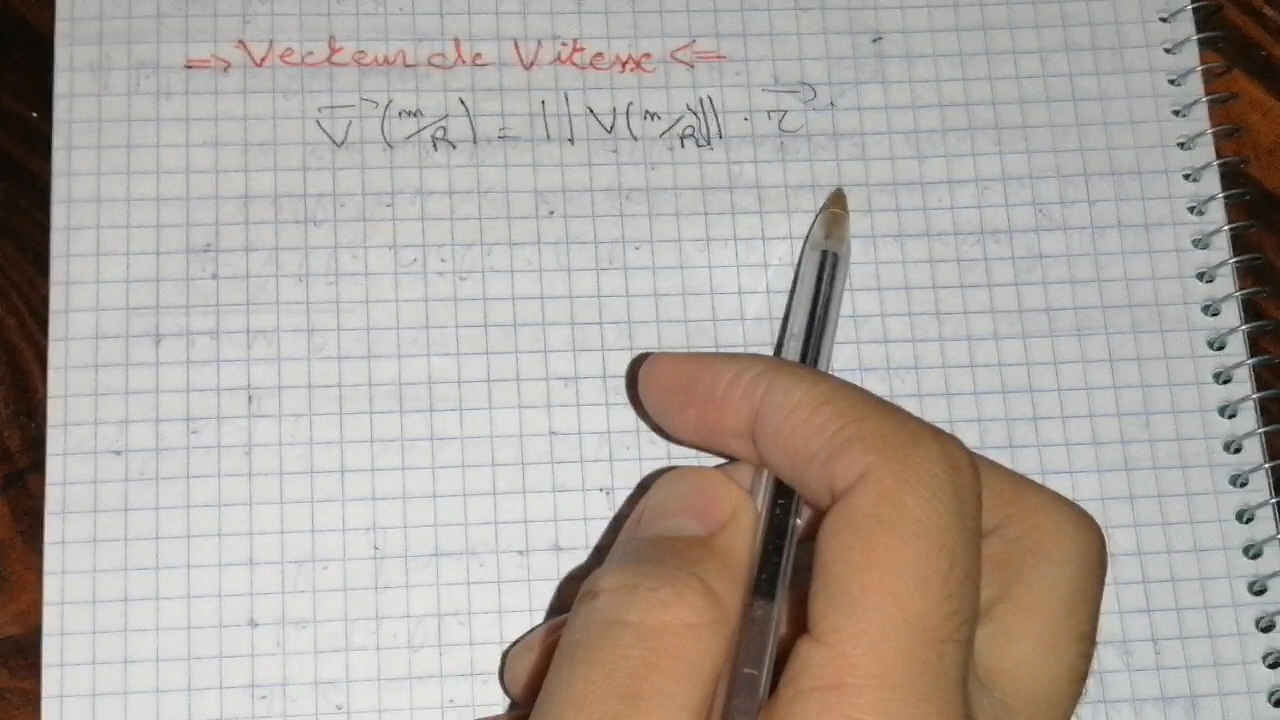 => Vecteur de Vitesse <=
V⃗ (m/R) = || V(m/R)|| · τ⃗.